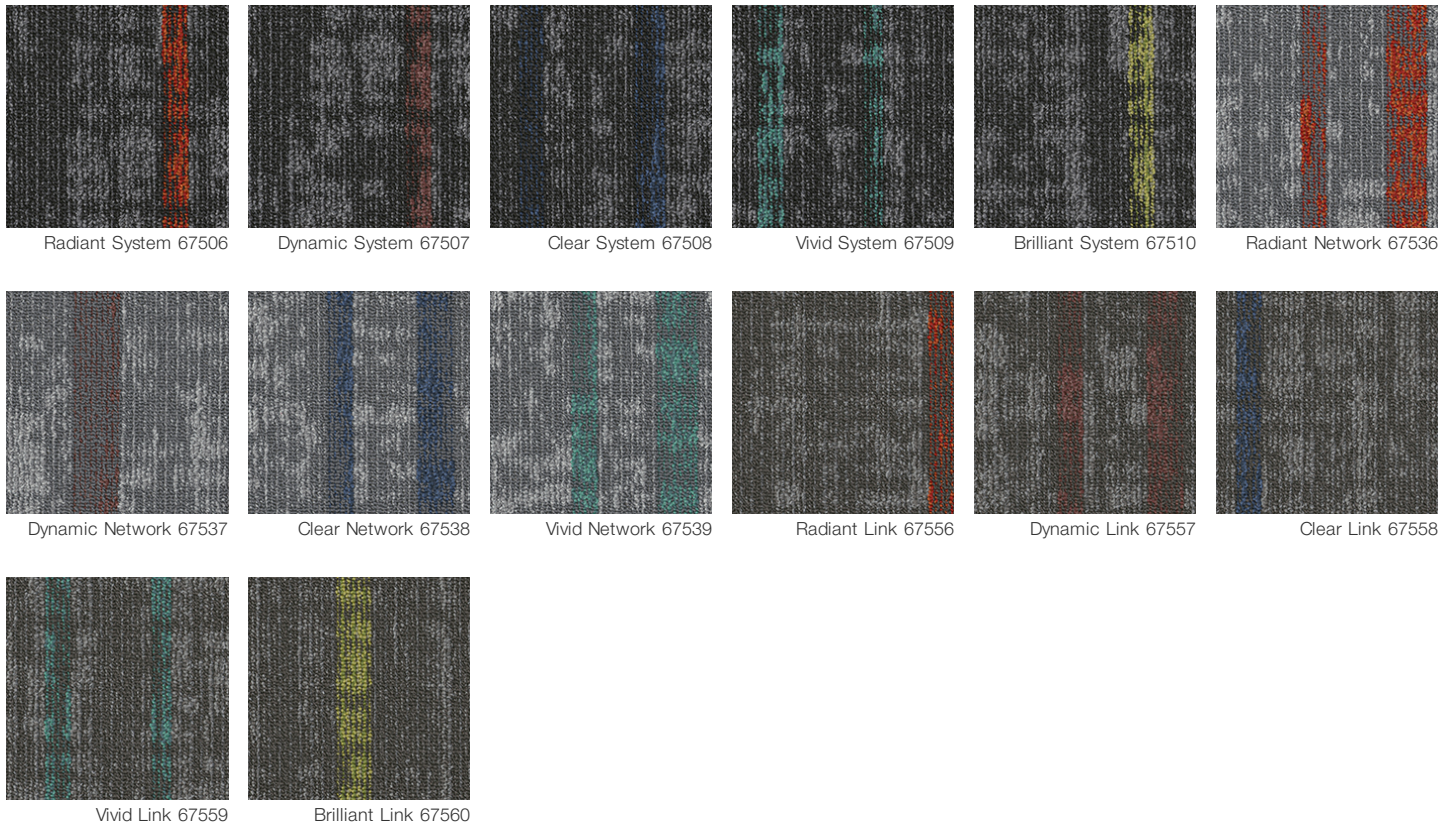 Radiant System 67506
Dynamic System 67507
Clear System 67508
Vivid System 67509
Brilliant System 67510
Radiant Network 67536
Dynamic Network 67537
Clear Network 67538
Vivid Network 67539
Radiant Link 67556
Dynamic Link 67557
Clear Link 67558
Vivid Link 67559
Brilliant Link 67560